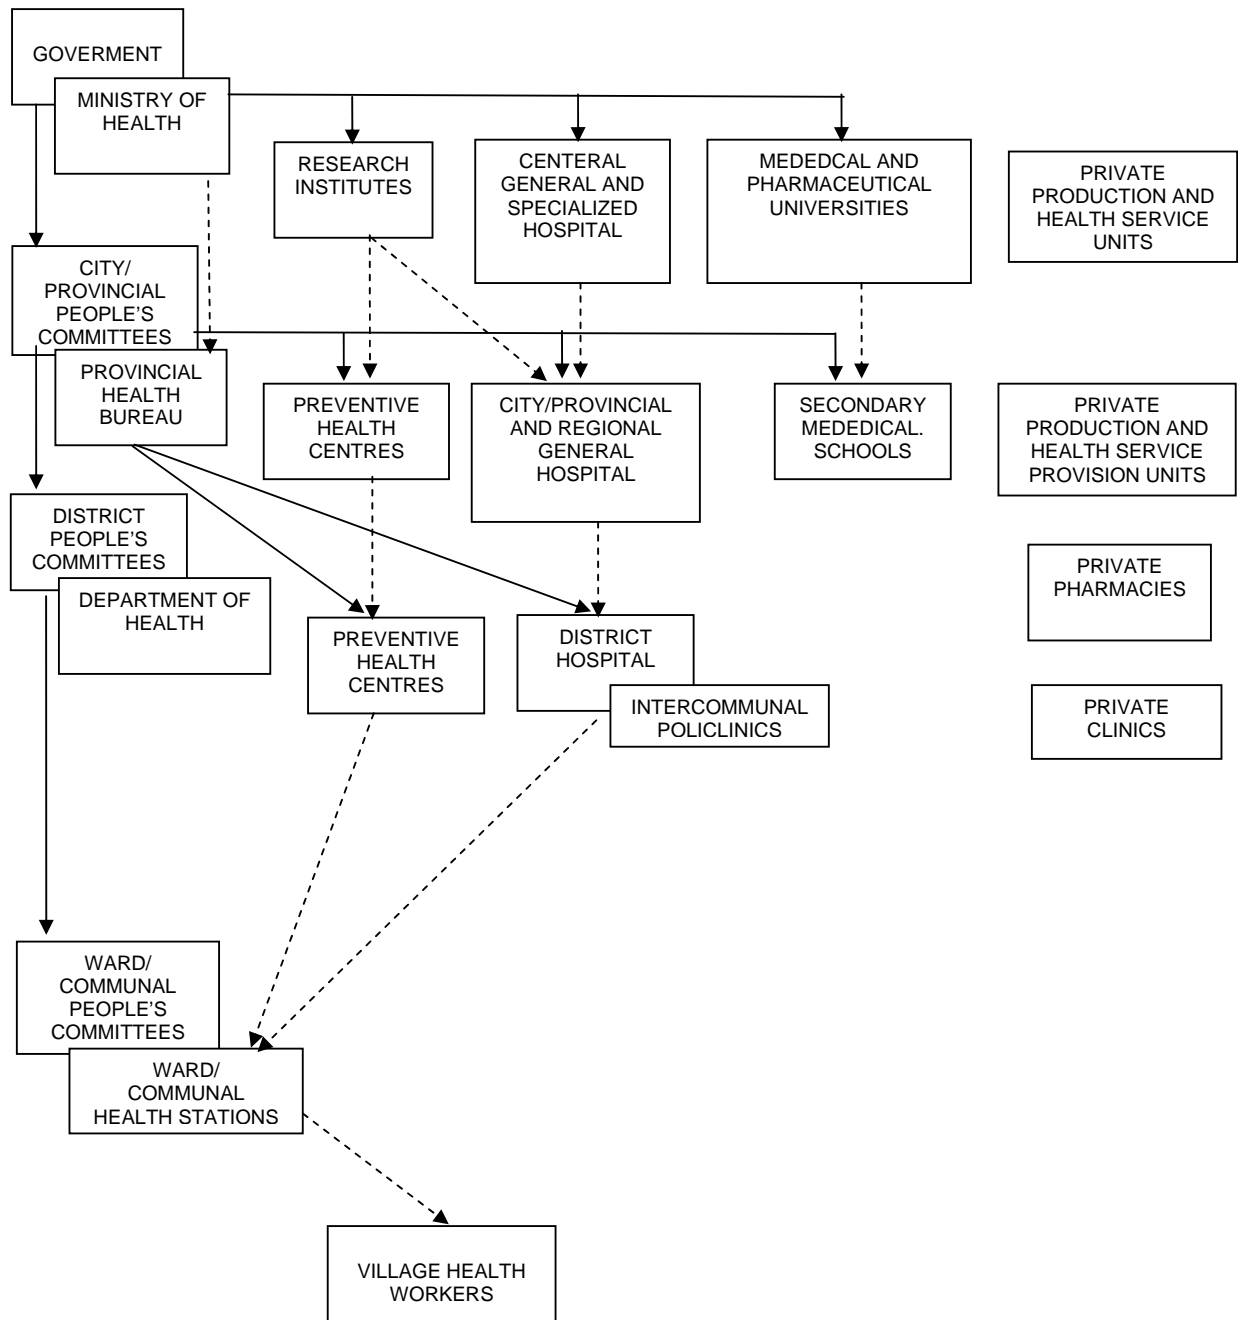 GOVERMENT
MINISTRY OF
HEALTH
RESEARCH
INSTITUTES
CENTERAL
GENERAL AND
SPECIALIZED
HOSPITAL
MEDEDCAL AND
PHARMACEUTICAL
UNIVERSITIES
PRIVATE
PRODUCTION AND
HEALTH SERVICE
UNITS
CITY/
PROVINCIAL
PEOPLE'S
COMMITTEES
PROVINCIAL
HEALTH
BUREAU
PREVENTIVE
HEALTH
CENTRES
CITY/PROVINCIAL
AND REGIONAL
GENERAL
HOSPITAL
SECONDARY
MEDEDICAL.
SCHOOLS
PRIVATE
PRODUCTION AND
HEALTH SERVICE
PROVISION UNITS
DISTRICT
PEOPLE'S
COMMITTEES
DEPARTMENT OF
HEALTH
PREVENTIVE
HEALTH
CENTRES
DISTRICT
HOSPITAL
INTERCOMMUNAL
POLICLINICS
PRIVATE
PHARMACIES
PRIVATE
CLINICS
WARD/
COMMUNAL
PEOPLE'S
COMMITTEES
WARD/
COMMUNAL
HEALTH STATIONS
VILLAGE HEALTH
WORKERS